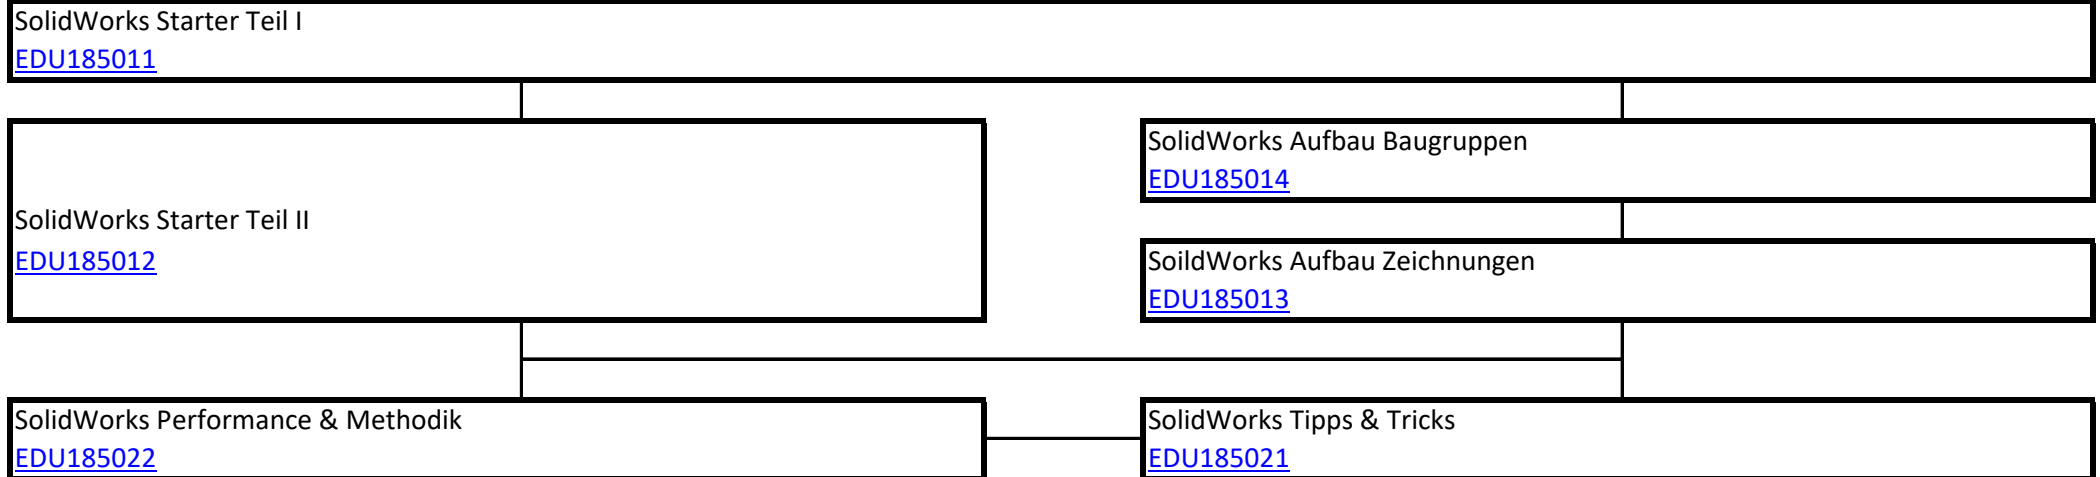 SolidWorks Starter Teil I
EDU185011
SolidWorks Starter Teil II
EDU185012
SolidWorks Aufbau Baugruppen
EDU185014
SoildWorks Aufbau Zeichnungen
EDU185013
SolidWorks Performance & Methodik
EDU185022
SolidWorks Tipps & Tricks
EDU185021